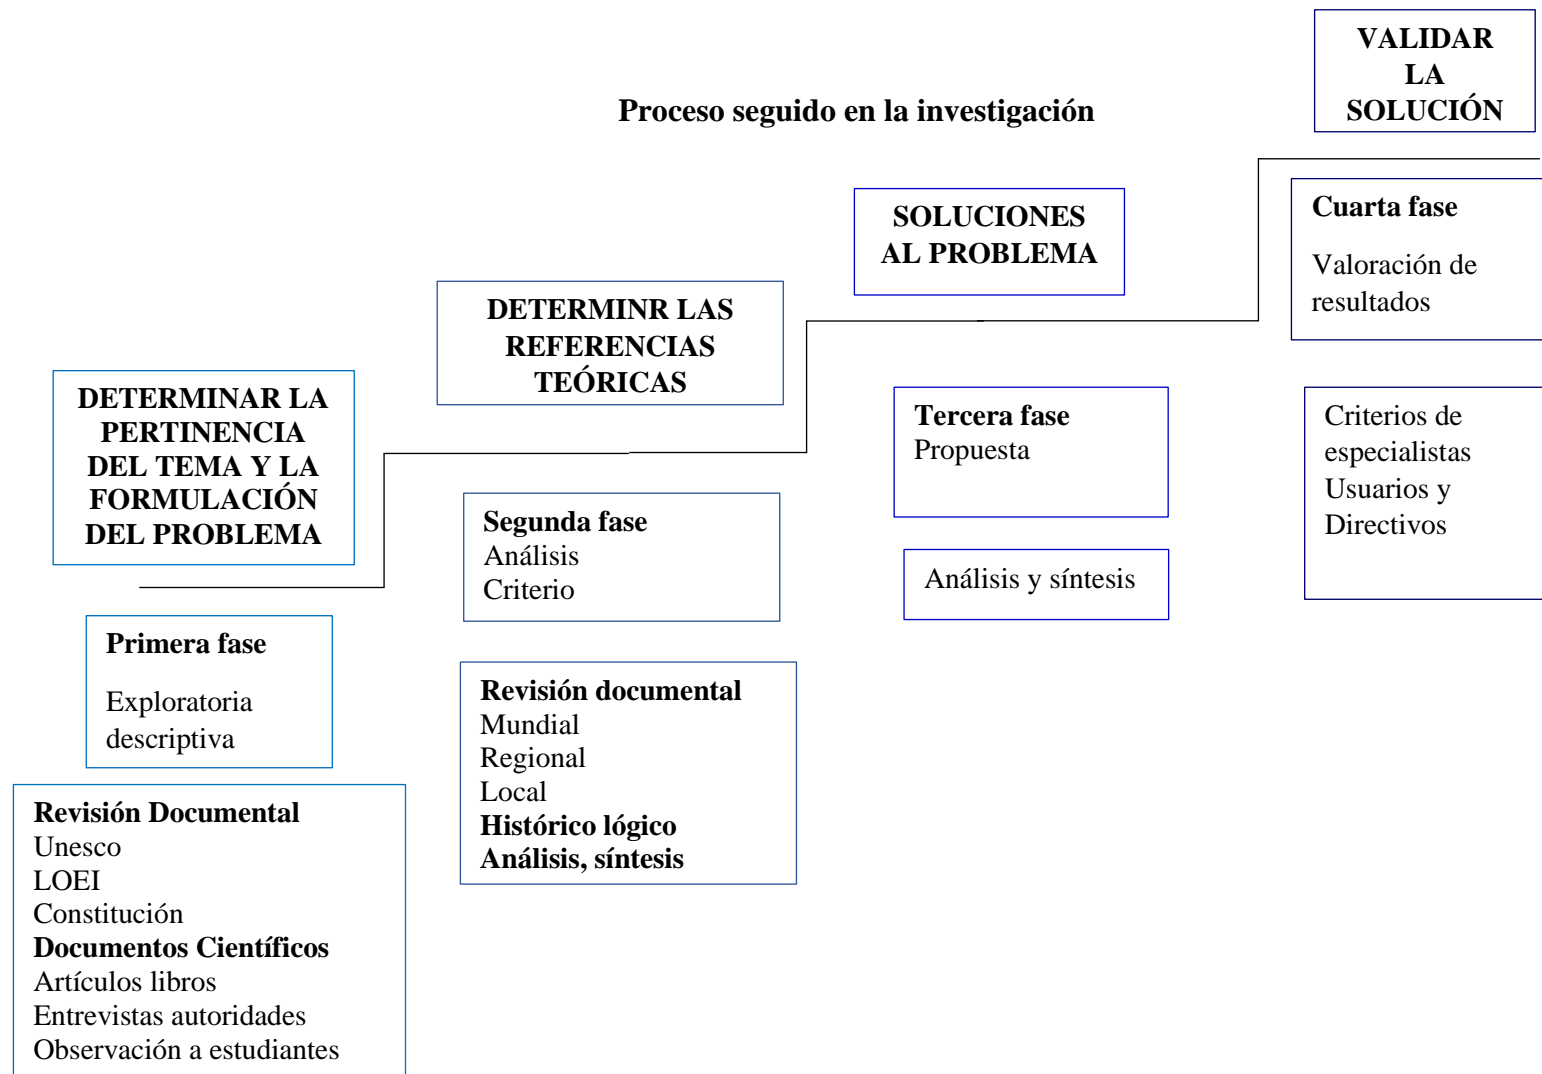 Proceso seguido en la investigación
DETERMINAR LA
PERTINENCIA
DEL TEMA Y LA
FORMULACIÓN
DEL PROBLEMA
Primera fase
Exploratoria
descriptiva
Revisión Documental
Unesco
LOEI
Constitución
Documentos Científicos
Artículos libros
Entrevistas autoridades
Observación a estudiantes
DETERMINR LAS
REFERENCIAS
TEÓRICAS
Segunda fase
Análisis
Criterio
Revisión documental
Mundial
Regional
Local
Histórico lógico
Análisis, síntesis
SOLUCIONES
AL PROBLEMA
Tercera fase
Propuesta
Análisis y síntesis
VALIDAR
LA
SOLUCIÓN
Cuarta fase
Valoración de
resultados
Criterios de
especialistas
Usuarios y
Directivos